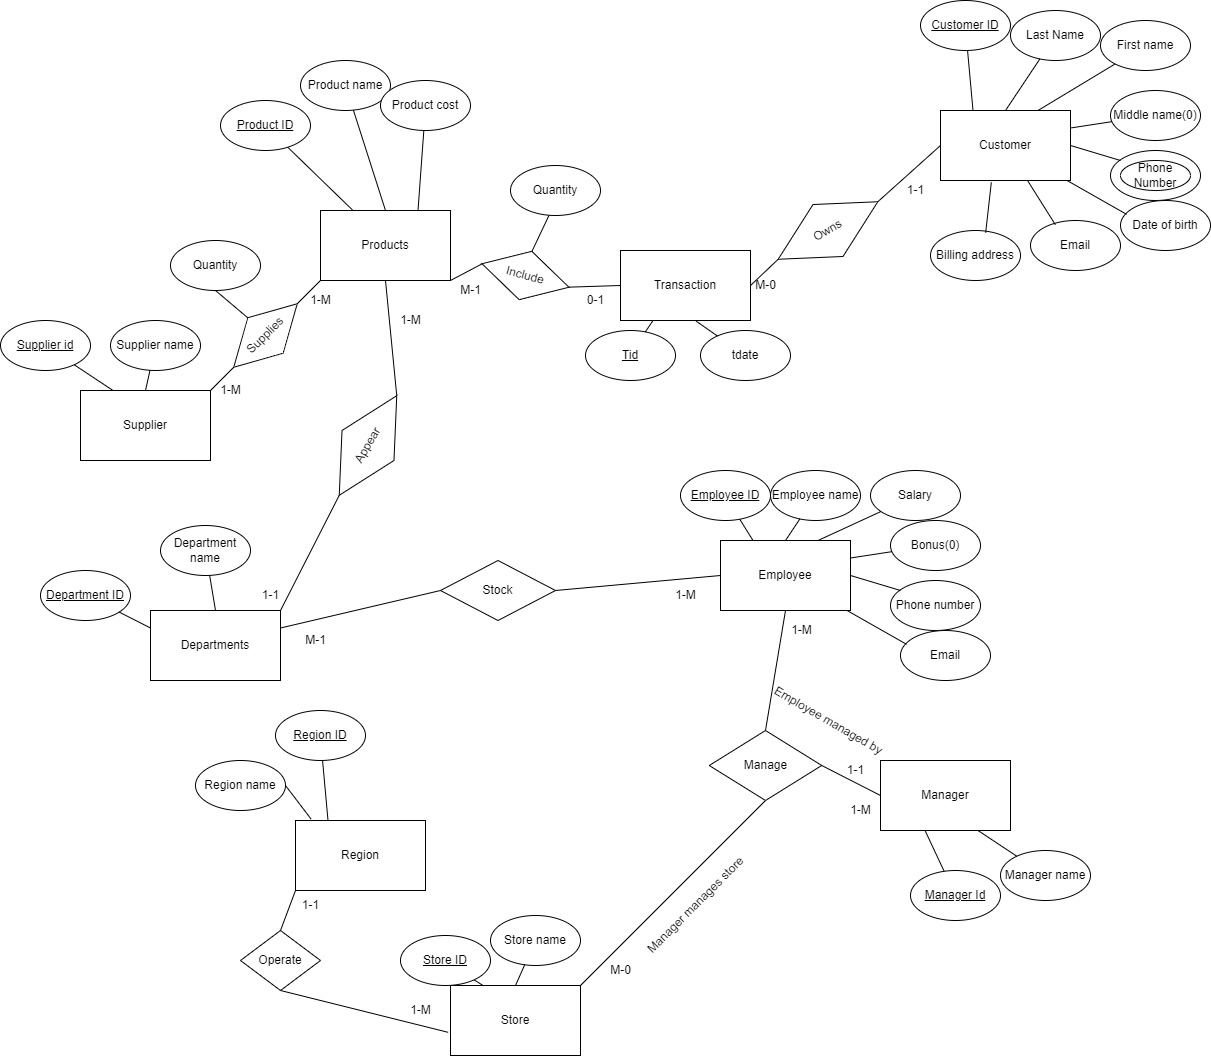 Customer ID
Last Name
First name
Product name
Product cost
Product ID
Middle name(0)
Customer
Phone
Number
Quantity
1-1
Date of birth
Owns
Products
Email
Billing address
Quantity
Include
M-1
0-1
Transaction
M-0
1-M
1-M
Supplies
Supplier id
Supplier name
Tid
tdate
1-M
Supplier
Appear
Employee ID
Employee name
Salary
Department
name
Bonus(0)
Employee
Stock
Department ID
1-1
1-M
Phone number
Departments
M-1
1-M
Email
Employee managed by
Region ID
Manage
1-1
Region name
Manager
1-M
Region
Manager manages store
Manager name
Manager Id
1-1
Store name
Store ID
Operate
M-0
1-M
Store